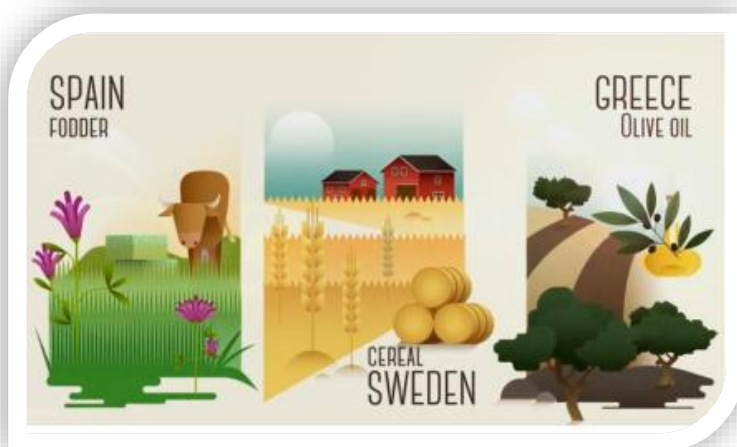 SPAIN
FODDER
CEREAL
SWEDEN
GREECE
OLIVE OIL